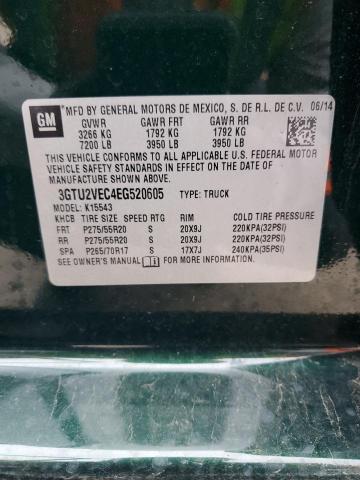 GM
MFD BY GENERAL MOTORS DE MEXICO, S. DE R.L. DE C.V. 06/14
GVWR GAWR FRT GAWR RR
3266 KG 1792 KG 1792 KG
7200 LB 3950 LB 3950 LB
THIS VEHICLE CONFORMS TO ALL APPLICABLE U.S. FEDERAL MOTOR
VEHICLE SAFETY STANDARDS IN EFFECT ON THE DATE OF
MANUFACTURE SHOWN ABOVE.
3GTU2VEC4EG520605 TYPE: TRUCK
MODEL: K15543
KHCB TIRE SIZE SPEED RTG RIM COLD TIRE PRESSURE
FRT P275/55R20 S 20X9J 220KPA(32PSI)
RR P275/55R20 S 20X9J 220KPA(32PSI)
SPA P265/70R17 S 17X7J 240KPA(35PSI)
SEE OWNER'S MANUAL FOR MORE INFORMATION.